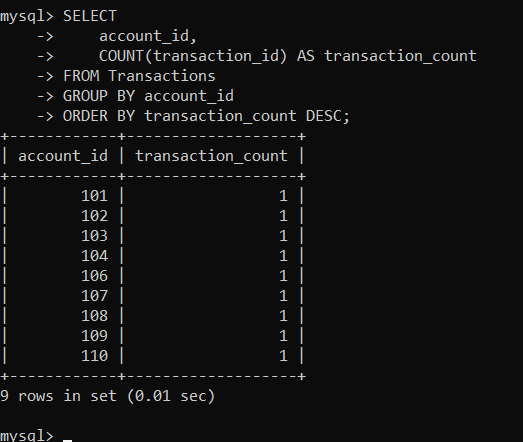 mysql> SELECT
    ->     account_id,
    ->     COUNT(transaction_id) AS transaction_count
    -> FROM Transactions
    -> GROUP BY account_id
    -> ORDER BY transaction_count DESC;
+------------+-------------------+
| account_id | transaction_count |
+------------+-------------------+
|        101 |                 1 |
|        102 |                 1 |
|        103 |                 1 |
|        104 |                 1 |
|        106 |                 1 |
|        107 |                 1 |
|        108 |                 1 |
|        109 |                 1 |
|        110 |                 1 |
+------------+-------------------+
9 rows in set (0.01 sec)

mysql> _